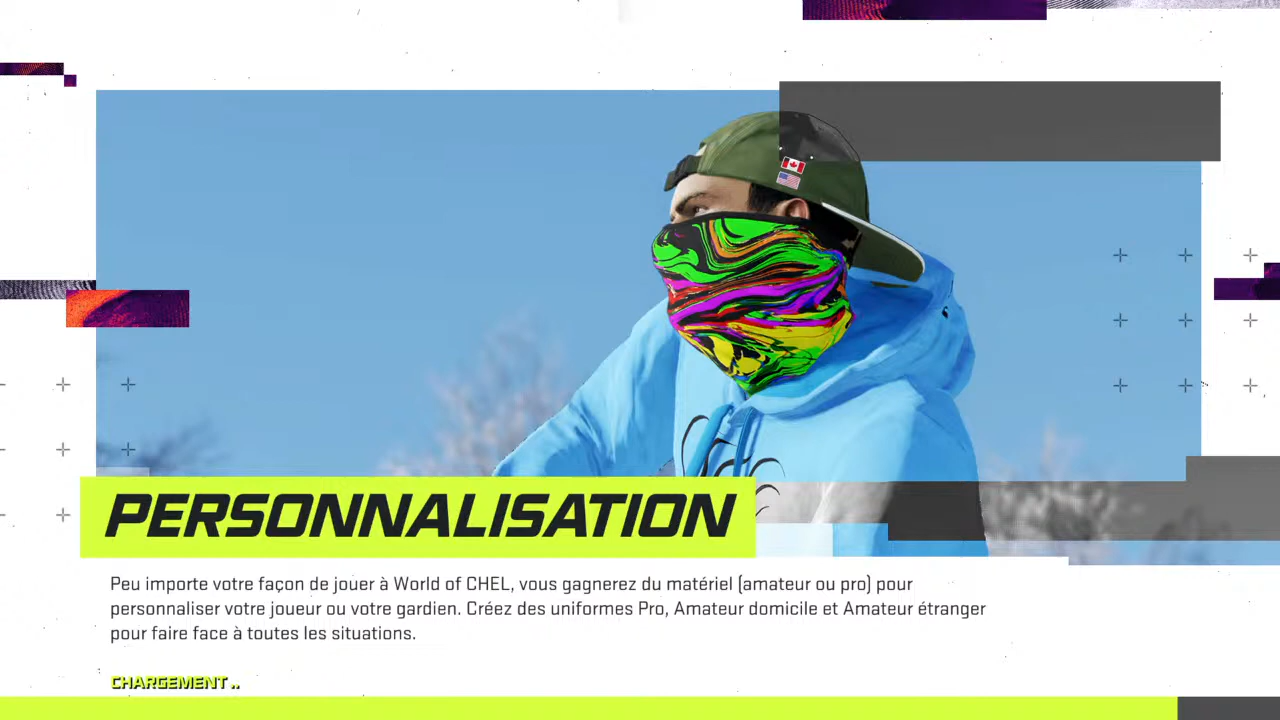 PERSONNALISATION
Peu importe votre façon de jouer à World of CHEL, vous gagnerez du matériel (amateur ou pro) pour
personnaliser votre joueur ou votre gardien. Créez des uniformes Pro, Amateur domicile et Amateur étranger
pour faire face à toutes les situations.
CHARGEMENT ..